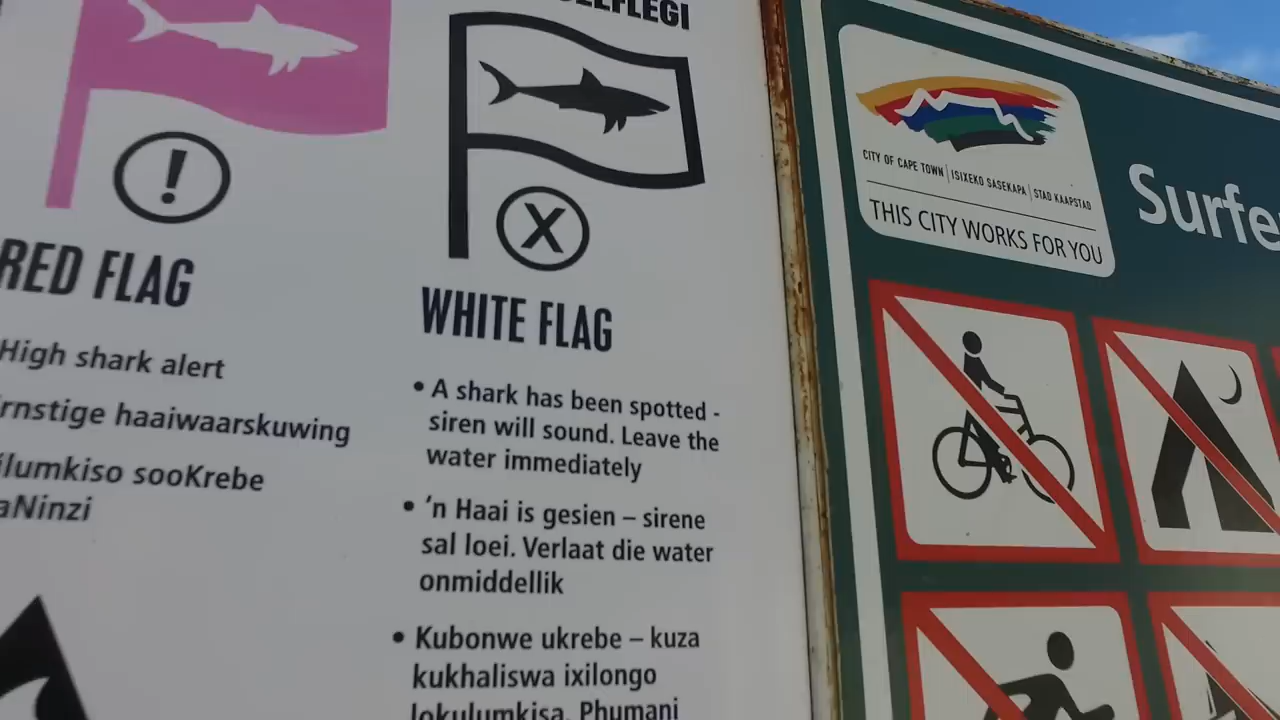 !
RED FLAG
High shark alert
rnstige haaiwaarskuwing
ilumkiso sooKrebe
aNinzi
X
WHITE FLAG
• A shark has been spotted -
siren will sound. Leave the
water immediately
• ‘n Haai is gesien – sirene
sal loei. Verlaat die water
onmiddellik
• Kubonwe ukrebe – kuza
kukhaliswa ixilongo
lokulumkisa. Phumani
CITY OF CAPE TOWN | ISIXEKO SASEKAPA | STAD KAAPSTAD
THIS CITY WORKS FOR YOU
Surfe